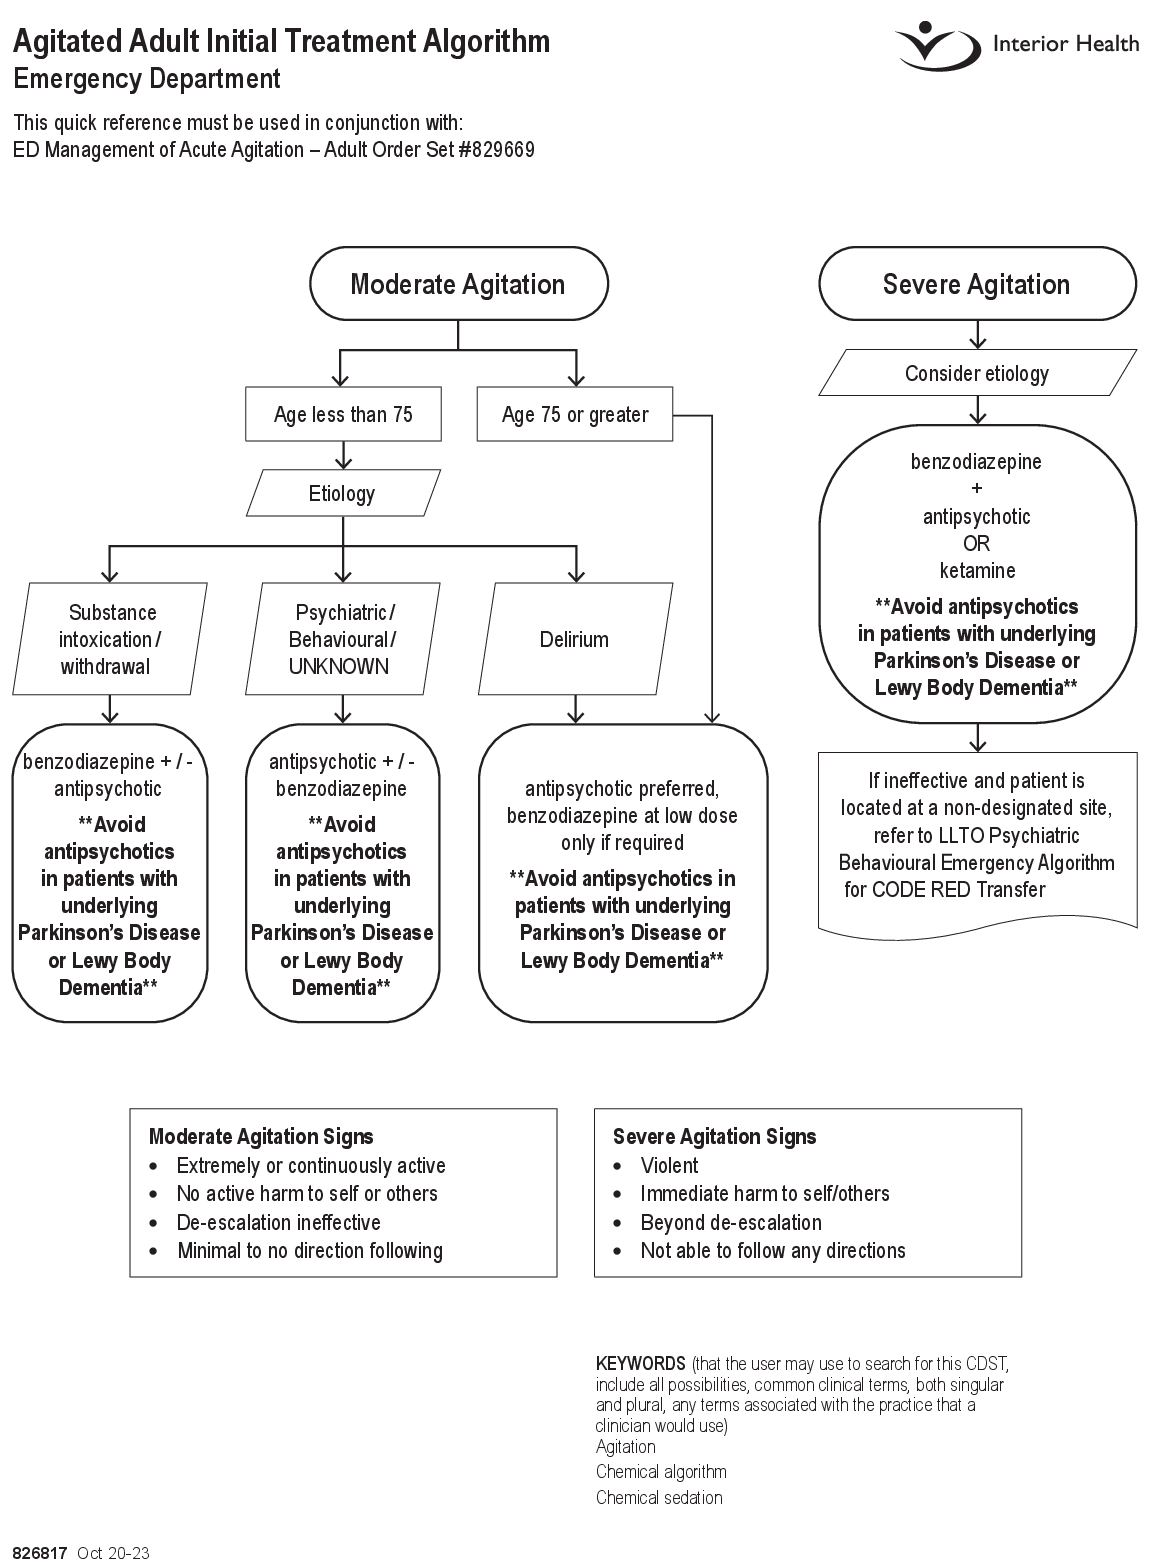 Agitated Adult Initial Treatment Algorithm
Emergency Department
Interior Health
This quick reference must be used in conjunction with:
ED Management of Acute Agitation – Adult Order Set #829669
Moderate Agitation
Age less than 75
Age 75 or greater
Etiology
Substance
intoxication /
withdrawal
Psychiatric /
Behavioural /
UNKNOWN
Delirium
benzodiazepine + / -
antipsychotic
**Avoid
antipsychotics
in patients with
underlying
Parkinson's Disease
or Lewy Body
Dementia**
antipsychotic + / -
benzodiazepine
**Avoid
antipsychotics
in patients with
underlying
Parkinson's Disease
or Lewy Body
Dementia**
antipsychotic preferred,
benzodiazepine at low dose
only if required
**Avoid antipsychotics in
patients with underlying
Parkinson's Disease or
Lewy Body Dementia**
Severe Agitation
Consider etiology
benzodiazepine
+
antipsychotic
OR
ketamine
**Avoid antipsychotics
in patients with underlying
Parkinson's Disease or
Lewy Body Dementia**
If ineffective and patient is
located at a non-designated site,
refer to LLTO Psychiatric
Behavioural Emergency Algorithm
for CODE RED Transfer
Moderate Agitation Signs
• Extremely or continuously active
• No active harm to self or others
• De-escalation ineffective
• Minimal to no direction following
Severe Agitation Signs
• Violent
• Immediate harm to self/others
• Beyond de-escalation
• Not able to follow any directions
KEYWORDS (that the user may use to search for this CDST,
include all possibilities, common clinical terms, both singular
and plural, any terms associated with the practice that a
clinician would use)
Agitation
Chemical algorithm
Chemical sedation
826817 Oct 20-23